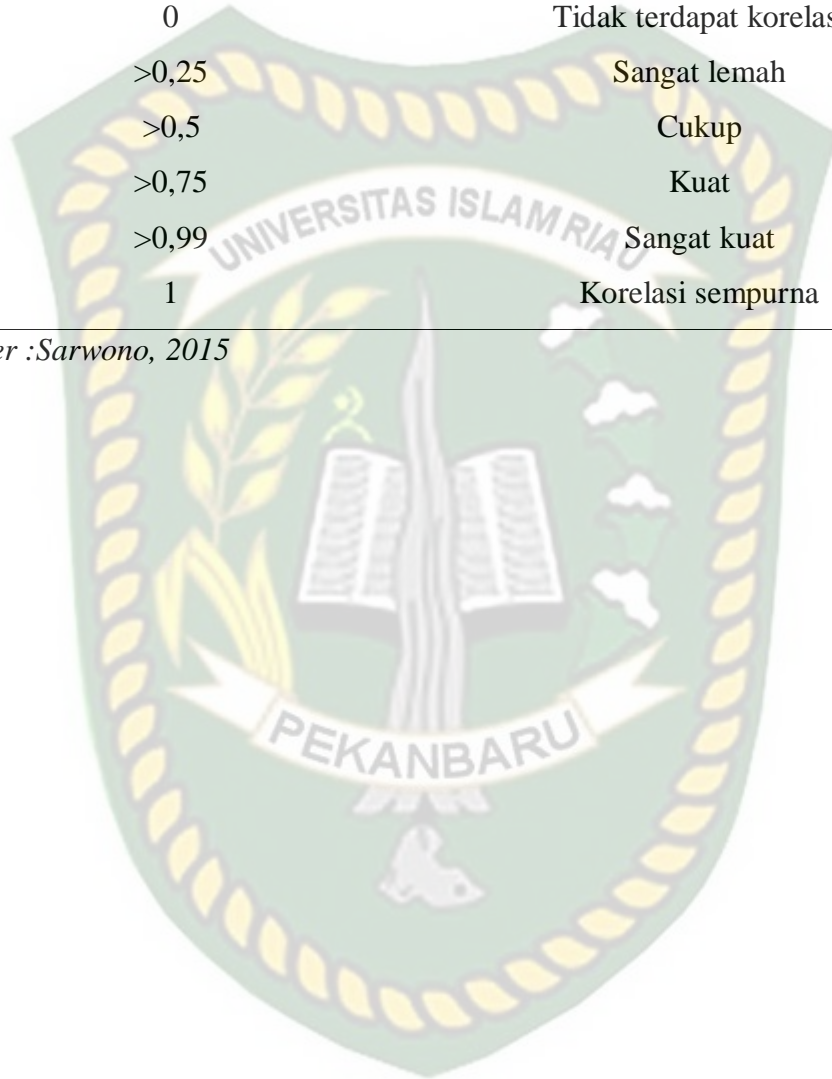 0 Tidak terdapat korelas
>0,25 Sangat lemah
>0,5 Cukup
>0,75 Kuat
>0,99 Sangat kuat
1 Korelasi sempurna
er :Sarwono, 2015
UNIVERSITAS ISLAM RIAU
PEKANBARU